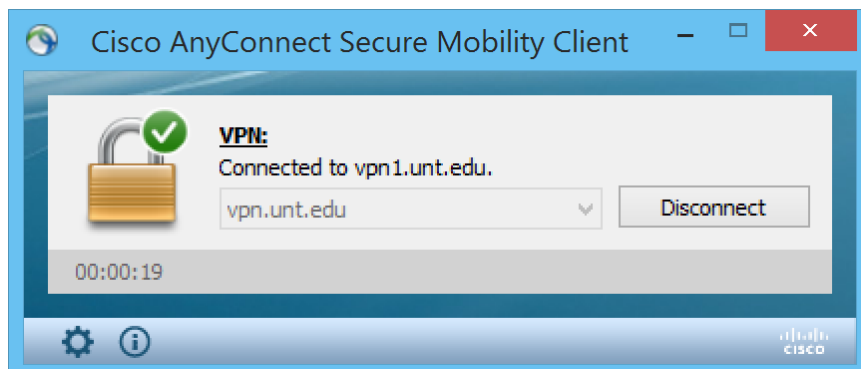 Cisco AnyConnect Secure Mobility Client
VPN:
Connected to vpn1.unt.edu.
vpn.unt.edu
Disconnect
00:00:19
CISCO